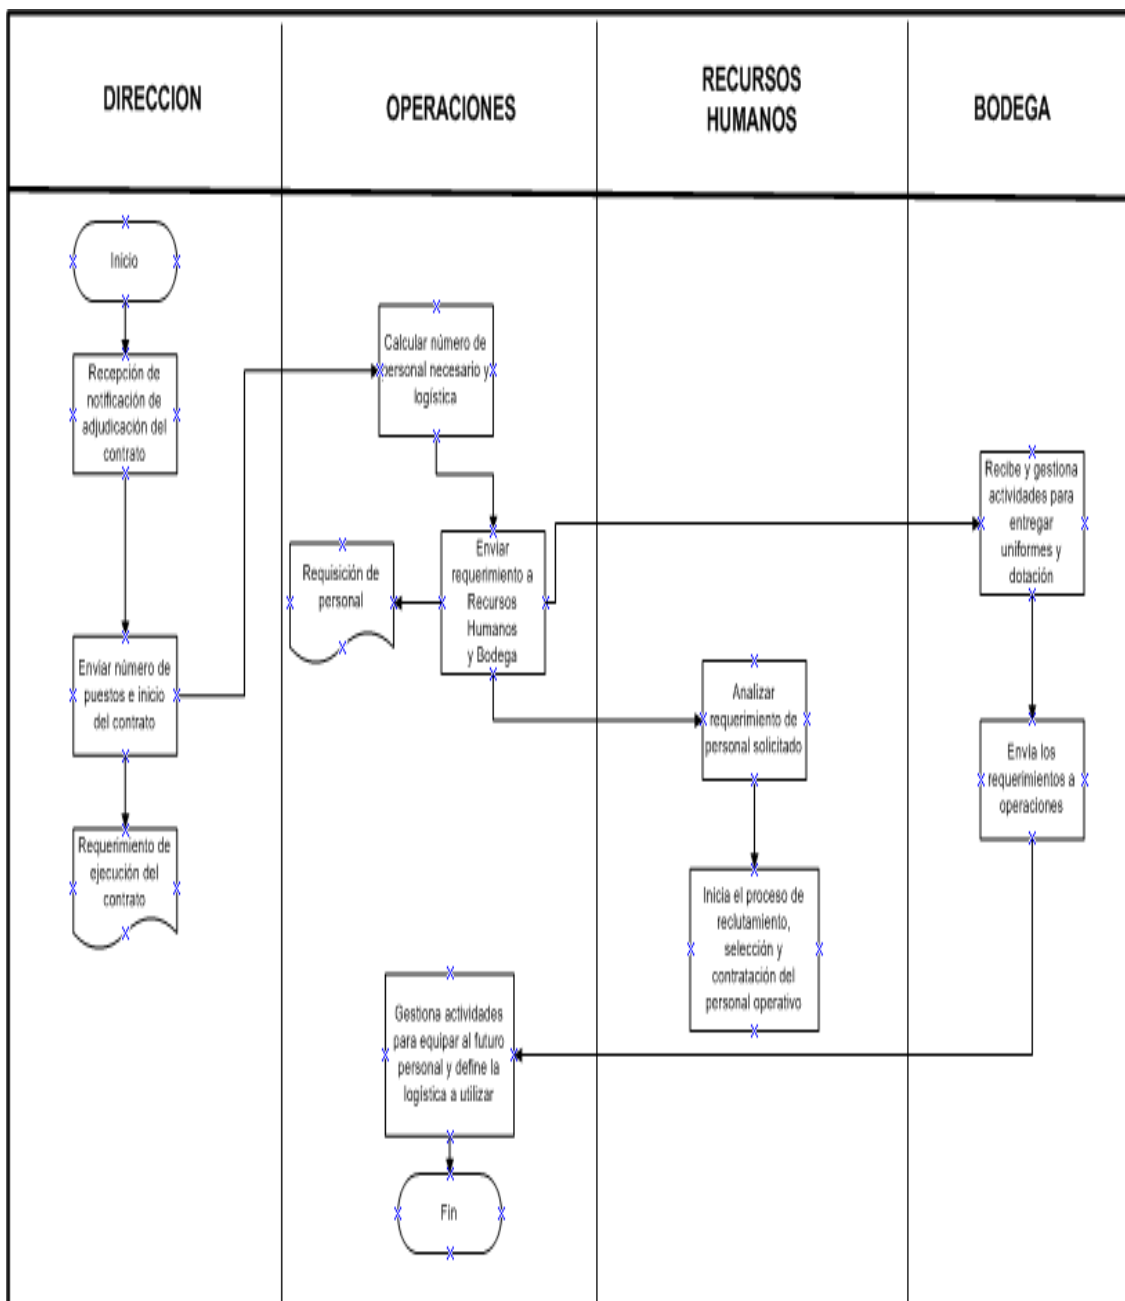 DIRECCION
OPERACIONES
RECURSOS
HUMANOS
BODEGA
Inicio
Recepción de
notificación de
adjudicación del
contrato
Enviar número de
puestos e inicio
del contrato
Requerimiento de
ejecución del
contrato
Calcular número de
personal necesario y
logística
Enviar
requerimiento a
Recursos
Humanos
y Bodega
Requisición de
personal
Gestiona actividades
para equipar al futuro
personal y define la
logística a utilizar
Fin
Analizar
requerimiento de
personal solicitado
Inicia el proceso de
reclutamiento,
selección y
contratación del
personal operativo
Recibe y gestiona
actividades para
entregar
uniformes y
dotación
Envía los
requerimientos a
operaciones